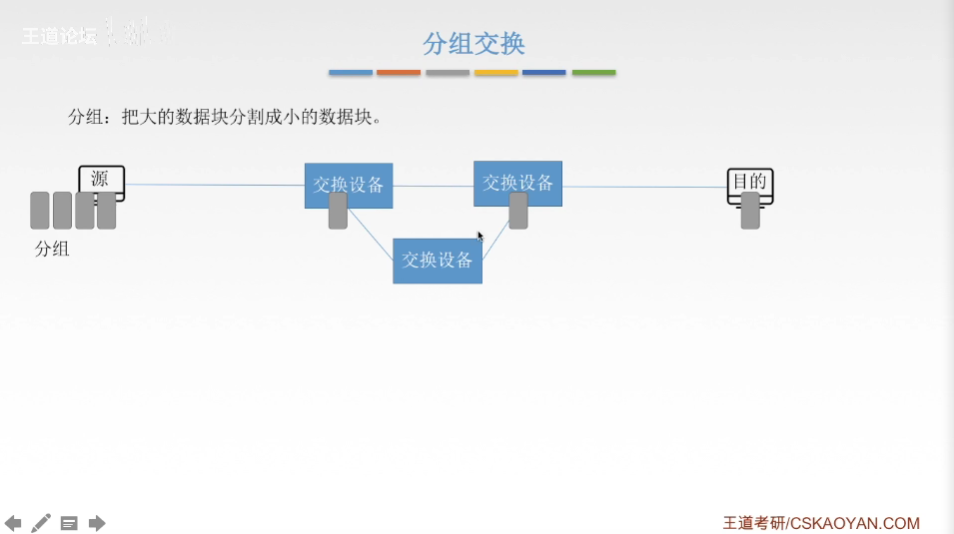 王道论坛
分组交换
分组：把大的数据块分割成小的数据块。
源
交换设备
交换设备
目的
分组
交换设备
王道考研/CSKAOYAN.COM